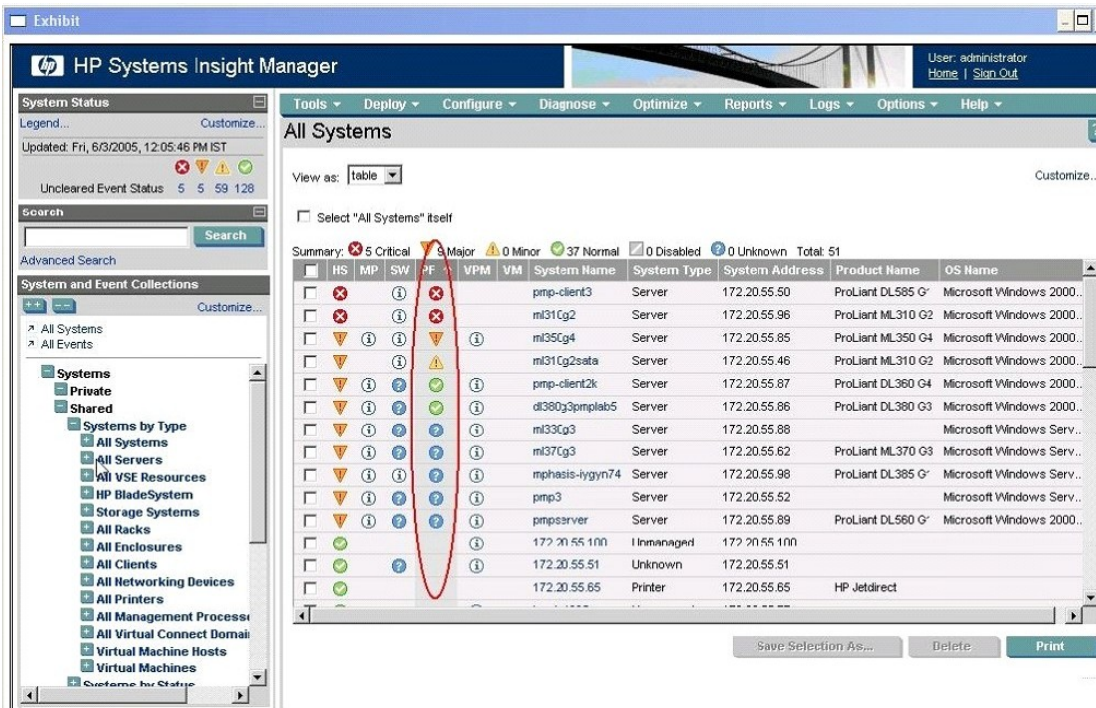 Exhibit
hp HP Systems Insight Manager
User: administrator
Home | Sign Out
System Status
Legend... Customize...
Updated: Fri, 6/3/2005, 12:05:46 PM IST
Uncleared Event Status 5 5 59 128
Search
Search
Advanced Search
System and Event Collections
Customize...
All Systems
All Events
Systems
Private
Shared
Systems by Type
All Systems
All Servers
All VSE Resources
HP BladeSystem
Storage Systems
All Racks
All Enclosures
All Clients
All Networking Devices
All Printers
All Management Processo
All Virtual Connect Domai
Virtual Machine Hosts
Virtual Machines
Systems by Status
Tools Deploy Configure Diagnose Optimize Reports Logs Options Help
All Systems
View as: table Customize...
Select "All Systems" itself
Summary: 5 Critical 9 Major 0 Minor 37 Normal 0 Disabled 0 Unknown Total: 51
HS MP SW PF VPM VM System Name System Type System Address Product Name OS Name
pmp-client3 Server 172.20.55.50 ProLiant DL585 G Microsoft Windows 2000..
ml310g2 Server 172.20.55.96 ProLiant ML310 G2 Microsoft Windows 2000..
ml350g4 Server 172.20.55.85 ProLiant ML350 G4 Microsoft Windows 2000..
ml310g2sata Server 172.20.55.46 ProLiant ML310 G2 Microsoft Windows 2000..
pmp-client2k Server 172.20.55.87 ProLiant DL360 G4 Microsoft Windows 2000..
dl380g3pmplab5 Server 172.20.55.86 ProLiant DL380 G3 Microsoft Windows 2000..
ml330g3 Server 172.20.55.88 Microsoft Windows Serv..
ml370g3 Server 172.20.55.62 ProLiant ML370 G3 Microsoft Windows Serv..
mphasis-iygyn74 Server 172.20.55.98 ProLiant DL385 G Microsoft Windows Serv..
pmp3 Server 172.20.55.52 Microsoft Windows Serv..
pmpserver Server 172.20.55.89 ProLiant DL560 G Microsoft Windows 2000..
172.20.55.100 Unmanaged 172.20.55.100
172.20.55.51 Unknown 172.20.55.51
172.20.55.65 Printer 172.20.55.65 HP Jetdirect
Save Selection As... Delete Print